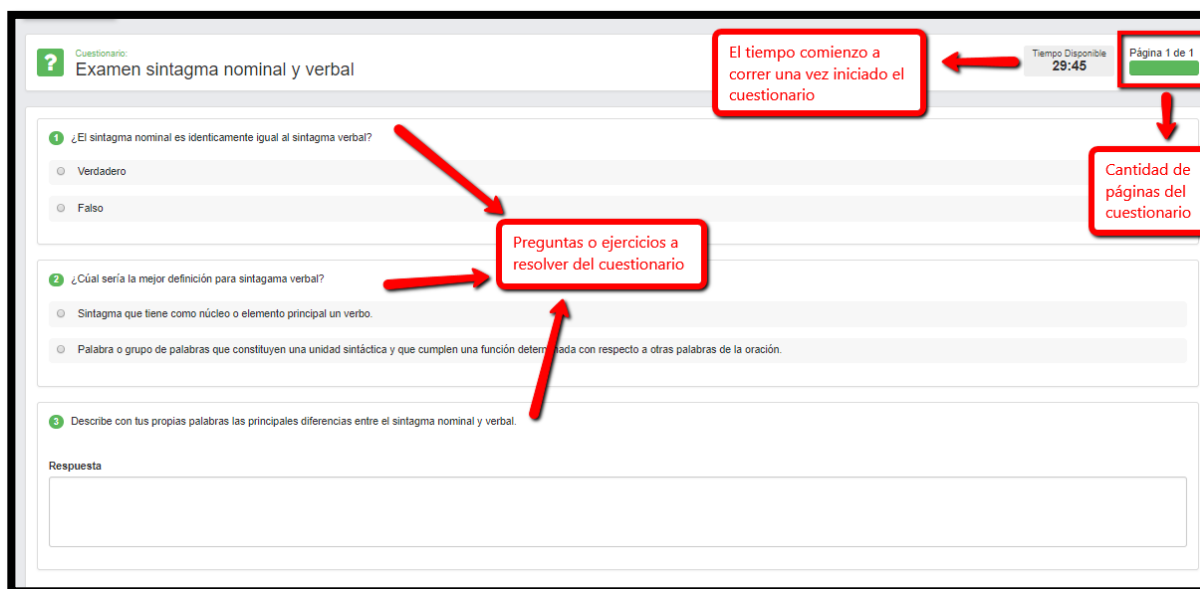 ?
Cuestionario:
Examen sintagma nominal y verbal
El tiempo comienzo a
correr una vez iniciado el
cuestionario
Tiempo Disponible
29:45
Página 1 de 1
1 ¿El sintagma nominal es identicamente igual al sintagma verbal?
Verdadero
Falso
Cantidad de
páginas del
cuestionario
Preguntas o ejercicios a
resolver del cuestionario
2 ¿Cúal sería la mejor definición para sintagama verbal?
Sintagma que tiene como núcleo o elemento principal un verbo.
Palabra o grupo de palabras que constituyen una unidad sintáctica y que cumplen una función determinada con respecto a otras palabras de la oración.
3 Describe con tus propias palabras las principales diferencias entre el sintagma nominal y verbal.
Respuesta